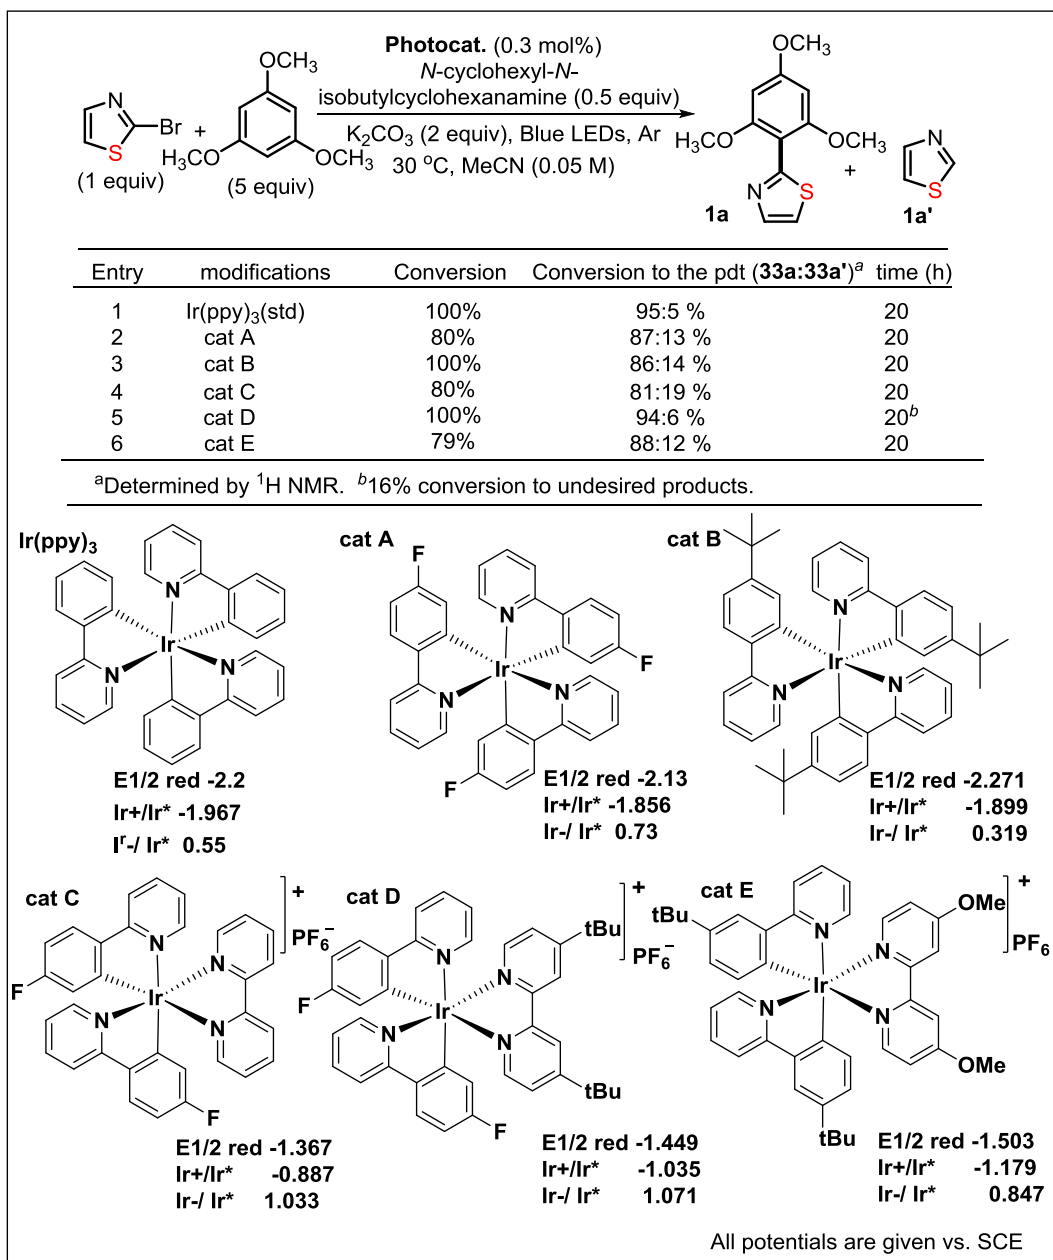 Photocat. (0.3 mol%)
N-cyclohexyl-N-
isobutylcyclohexanamine (0.5 equiv)
K2CO3 (2 equiv), Blue LEDs, Ar
30 °C, MeCN (0.05 M)
N
S
Br
(1 equiv)
+
OCH3
OCH3
OCH3
(5 equiv)
OCH3
OCH3
OCH3
N
S
1a
+
N
S
1a'
Entry modifications Conversion Conversion to the pdt (33a:33a')a time (h)
1 Ir(ppy)3(std) 100% 95:5 % 20
2 cat A 80% 87:13 % 20
3 cat B 100% 86:14 % 20
4 cat C 80% 81:19 % 20
5 cat D 100% 94:6 % 20b
6 cat E 79% 88:12 % 20
aDetermined by 1H NMR. b16% conversion to undesired products.
Ir(ppy)3
N
Ir
N
N
E1/2 red -2.2
Ir+/Ir* -1.967
Ir-/ Ir* 0.55
cat A
F
N
Ir
F
N
N
F
E1/2 red -2.13
Ir+/Ir* -1.856
Ir-/ Ir* 0.73
cat B
N
Ir
N
N
E1/2 red -2.271
Ir+/Ir* -1.899
Ir-/ Ir* 0.319
cat C
+
PF6−
N
F
Ir
N
N
N
F
E1/2 red -1.367
Ir+/Ir* -0.887
Ir-/ Ir* 1.033
cat D
+
PF6−
tBu
N
N
F
Ir
N
N
tBu
F
E1/2 red -1.449
Ir+/Ir* -1.035
Ir-/ Ir* 1.071
cat E
+
PF6
tBu
OMe
N
N
Ir
N
N
OMe
tBu
E1/2 red -1.503
Ir+/Ir* -1.179
Ir-/ Ir* 0.847
All potentials are given vs. SCE